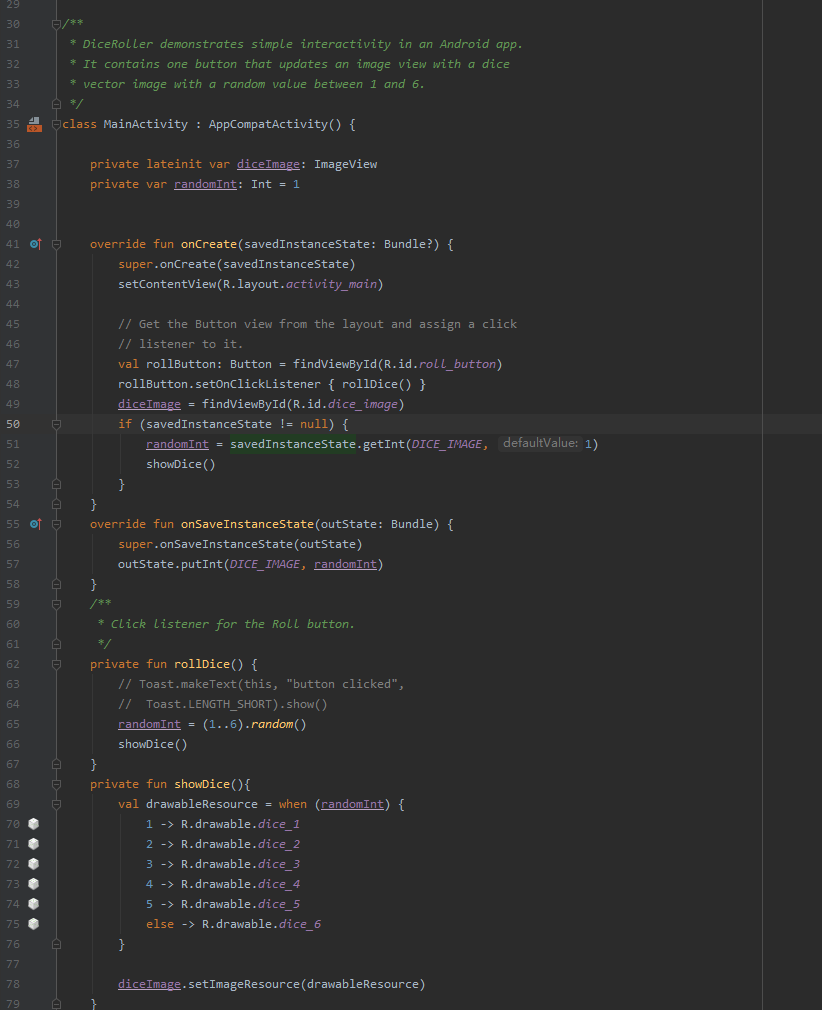 29
30 /**
31 * DiceRoller demonstrates simple interactivity in an Android app.
32 * It contains one button that updates an image view with a dice
33 * vector image with a random value between 1 and 6.
34 */
35 class MainActivity : AppCompatActivity() {
36
37 private lateinit var diceImage: ImageView
38 private var randomInt: Int = 1
39
40
41 override fun onCreate(savedInstanceState: Bundle?) {
42 super.onCreate(savedInstanceState)
43 setContentView(R.layout.activity_main)
44
45 // Get the Button view from the layout and assign a click
46 // listener to it.
47 val rollButton: Button = findViewById(R.id.roll_button)
48 rollButton.setOnClickListener { rollDice() }
49 diceImage = findViewById(R.id.dice_image)
50 if (savedInstanceState != null) {
51 randomInt = savedInstanceState.getInt(DICE_IMAGE, defaultValue: 1)
52 showDice()
53 }
54 }
55 override fun onSaveInstanceState(outState: Bundle) {
56 super.onSaveInstanceState(outState)
57 outState.putInt(DICE_IMAGE, randomInt)
58 }
59 /**
60 * Click listener for the Roll button.
61 */
62 private fun rollDice() {
63 // Toast.makeText(this, "button clicked",
64 // Toast.LENGTH_SHORT).show()
65 randomInt = (1..6).random()
66 showDice()
67 }
68 private fun showDice(){
69 val drawableResource = when (randomInt) {
70 1 -> R.drawable.dice_1
71 2 -> R.drawable.dice_2
72 3 -> R.drawable.dice_3
73 4 -> R.drawable.dice_4
74 5 -> R.drawable.dice_5
75 else -> R.drawable.dice_6
76 }
77
78 diceImage.setImageResource(drawableResource)
79 }